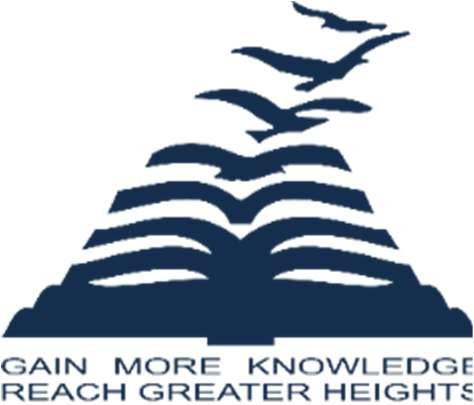 GAIN MORE KNOWLEDGE
REACH GREATER HEIGHTS